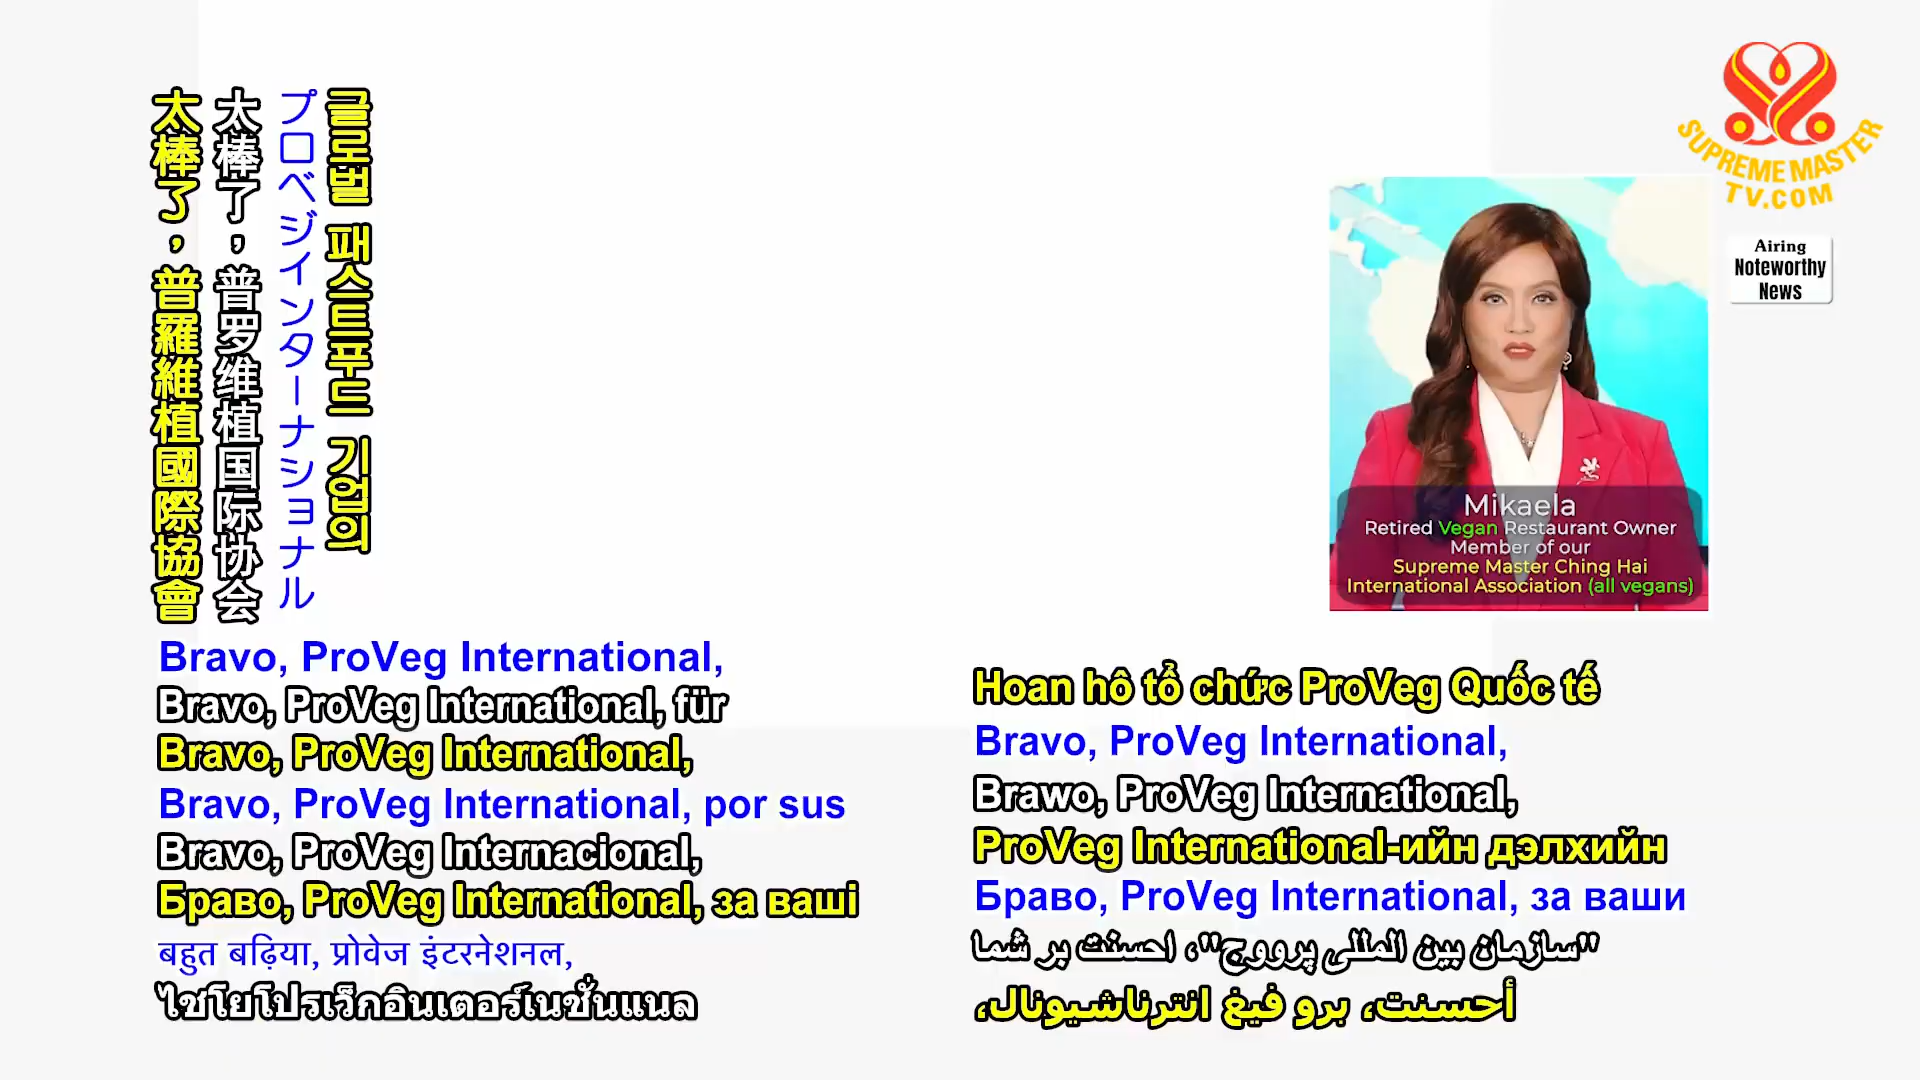 太棒了，普羅維植國際協會
太棒了，普罗维植国际协会
プロベジインターナショナル
글로벌 패스트푸드 기업의
Bravo, ProVeg International,
Bravo, ProVeg International, für
Bravo, ProVeg International,
Bravo, ProVeg International, por sus
Bravo, ProVeg Internacional,
Браво, ProVeg International, за ваші
बहुत बढ़िया, प्रोवेज इंटरनेशनल,
ไชโยโปรเว็กอินเตอร์เนชั่นแนล
Hoan hô tổ chức ProVeg Quốc tế
Bravo, ProVeg International,
Brawo, ProVeg International,
ProVeg International-ийн дэлхийн
Браво, ProVeg International, за ваши
"سازمان بین المللی پرووج"، احسنت بر شما
أحسنت، برو فيغ انترناشيونال،
SUPREME MASTER
TV.COM
Airing
Noteworthy
News
Mikaela
Retired Vegan Restaurant Owner
Member of our
Supreme Master Ching Hai
International Association (all vegans)